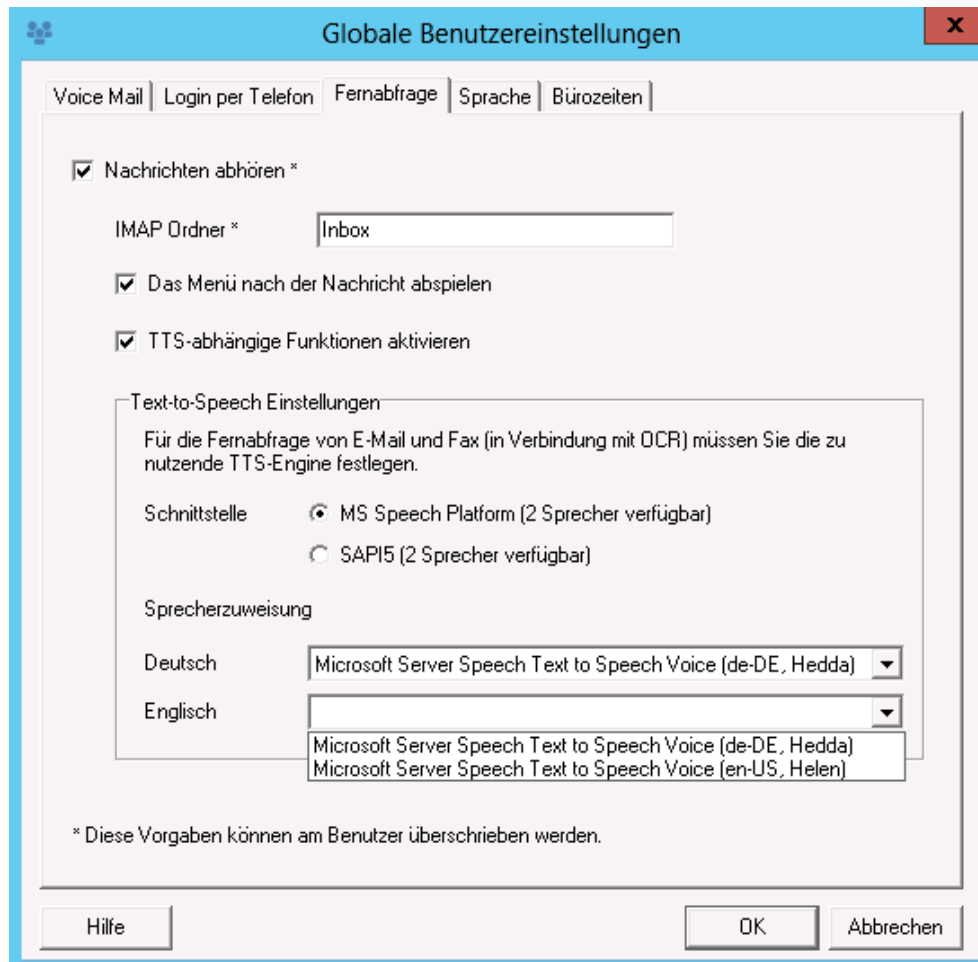 Globale Benutzereinstellungen
X
Voice Mail
Login per Telefon
Fernabfrage
Sprache
Bürozeiten
Nachrichten abhören *
IMAP Ordner *
Inbox
Das Menü nach der Nachricht abspielen
TTS-abhängige Funktionen aktivieren
Text-to-Speech Einstellungen
Für die Fernabfrage von E-Mail und Fax (in Verbindung mit OCR) müssen Sie die zu
nutzende TTS-Engine festlegen.
Schnittstelle
MS Speech Platform (2 Sprecher verfügbar)
SAPI5 (2 Sprecher verfügbar)
Sprecherzuweisung
Deutsch
Microsoft Server Speech Text to Speech Voice (de-DE, Hedda)
Englisch
Microsoft Server Speech Text to Speech Voice (de-DE, Hedda)
Microsoft Server Speech Text to Speech Voice (en-US, Helen)
* Diese Vorgaben können am Benutzer überschrieben werden.
Hilfe
OK
Abbrechen